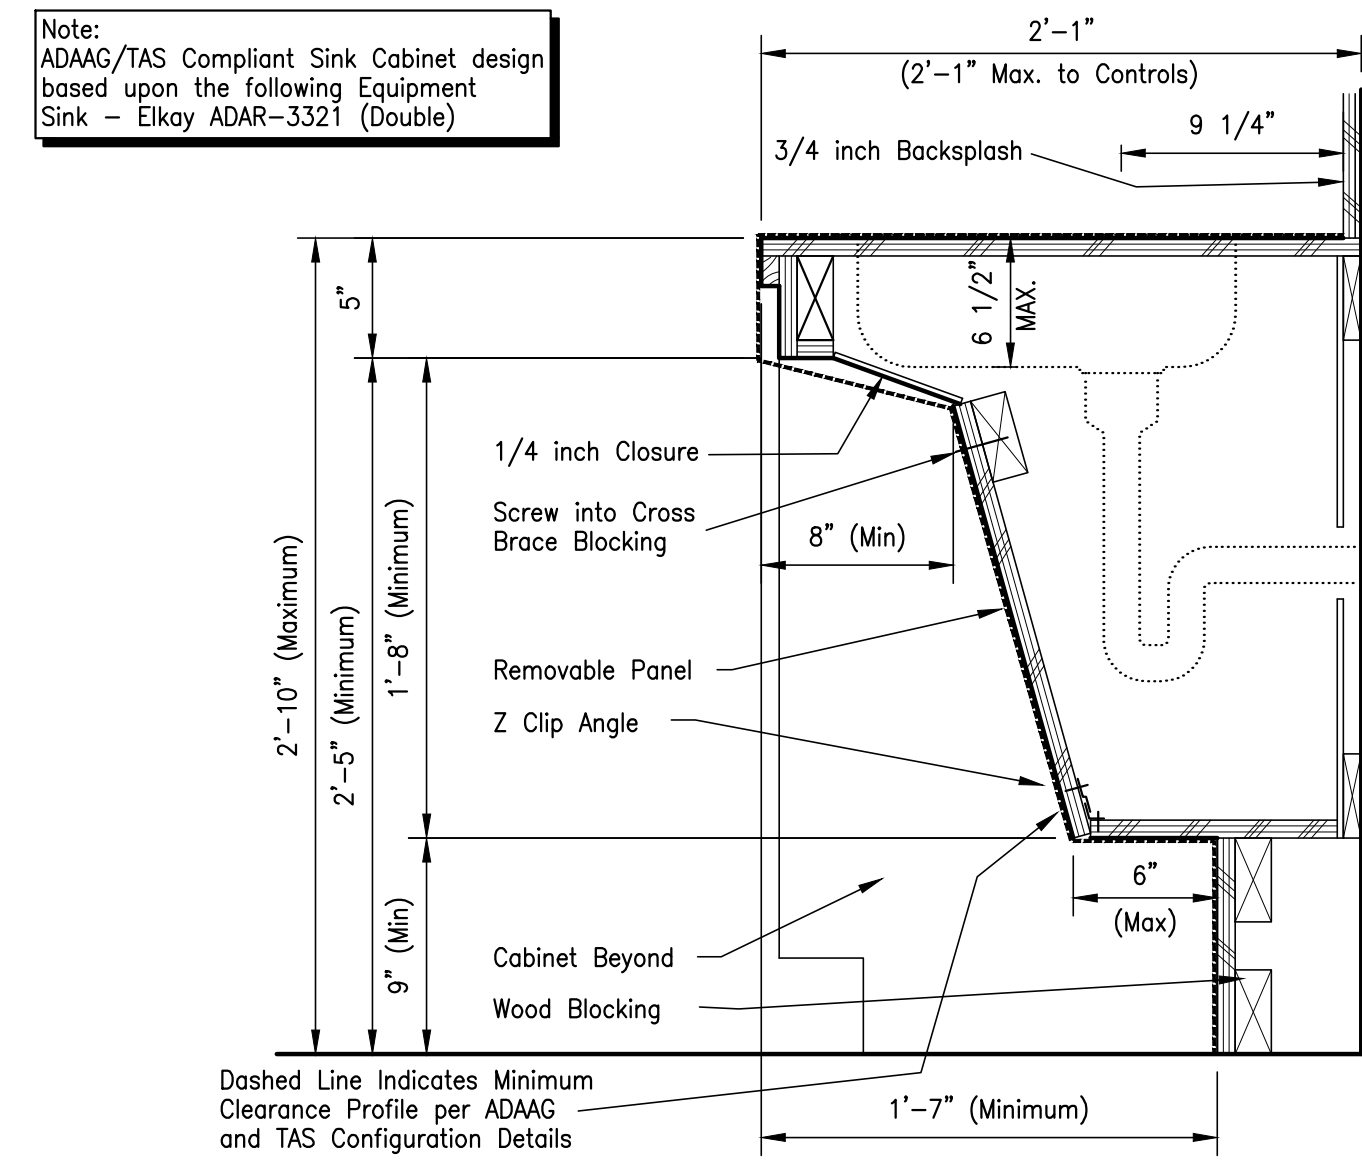 Note:
ADAAG/TAS Compliant Sink Cabinet design
based upon the following Equipment
Sink – Elkay ADAR–3321 (Double)
2'–1"
(2'–1" Max. to Controls)
9 1/4"
3/4 inch Backsplash
5"
6 1/2"
MAX.
1/4 inch Closure
Screw into Cross
Brace Blocking
8" (Min)
2'–10" (Maximum)
2'–5" (Minimum)
1'–8" (Minimum)
Removable Panel
Z Clip Angle
6"
(Max)
9" (Min)
Cabinet Beyond
Wood Blocking
Dashed Line Indicates Minimum
Clearance Profile per ADAAG
and TAS Configuration Details
1'–7" (Minimum)